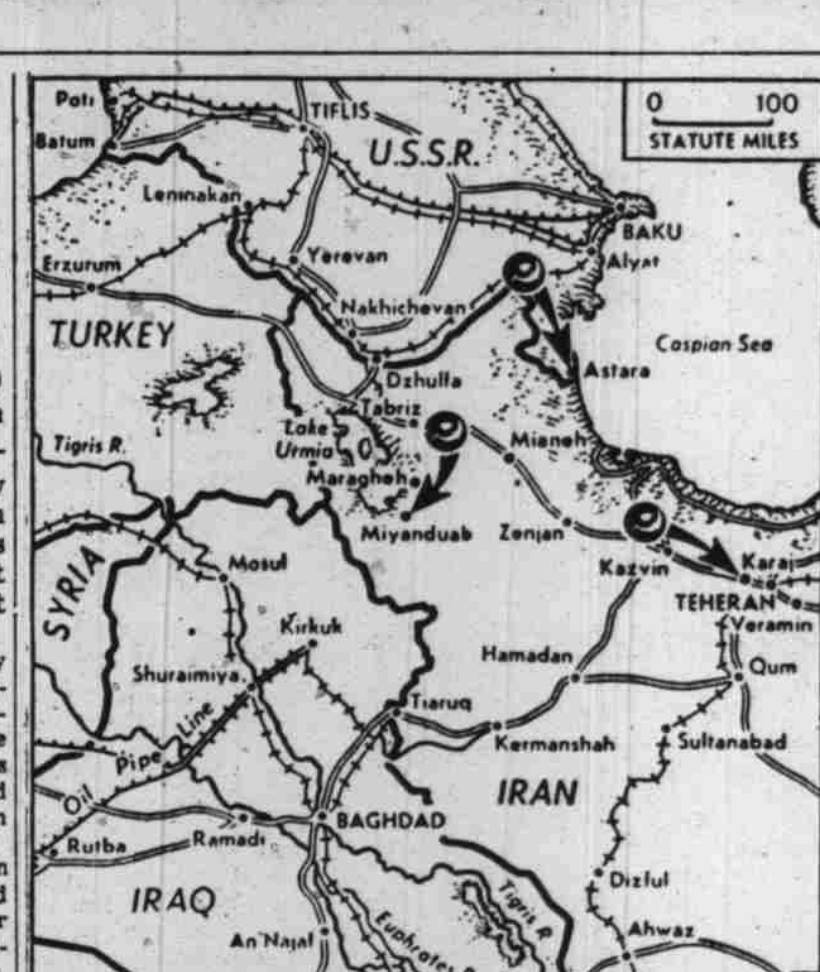 0 100
STATUTE MILES
Poti
TIFLIS
Batum
U.S.S.R.
Leninakan
BAKU
Yerevan
Alyat
Erzurum
Nakhichevan
TURKEY
Caspian Sea
Astara
Dzhulfa
Tabriz
Lake
Urmia
Mianeh
Tigris R.
Maragheh
Miyanduab
Zenjan
Kazvin
Karaj
SYRIA
Mosul
TEHERAN
Veramin
Kirkuk
Hamadan
Qum
Shuraimiya
Tiaruq
Kermanshah
Sultanabad
Oil Pipe Line
IRAN
BAGHDAD
Rutba
Ramadi
Dizful
IRAQ
Tigris R.
An Najaf
Euphrates R.
Ahwaz